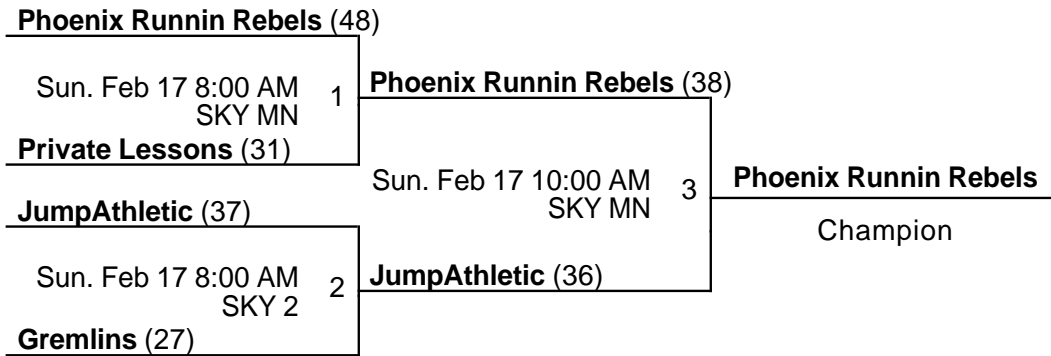 Phoenix Runnin Rebels (48)
Sun. Feb 17 8:00 AM
SKY MN
1
Private Lessons (31)
Phoenix Runnin Rebels (38)
Sun. Feb 17 10:00 AM
SKY MN
3
Phoenix Runnin Rebels
Champion
JumpAthletic (37)
Sun. Feb 17 8:00 AM
SKY 2
2
Gremlins (27)
JumpAthletic (36)